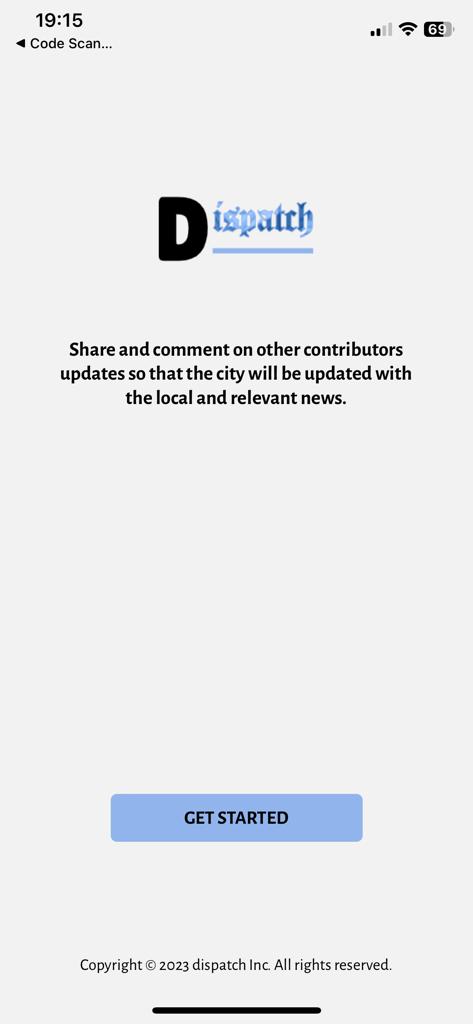 19:15
◀ Code Scan...
69
Dispatch
Share and comment on other contributors
updates so that the city will be updated with
the local and relevant news.
GET STARTED
Copyright © 2023 dispatch Inc. All rights reserved.